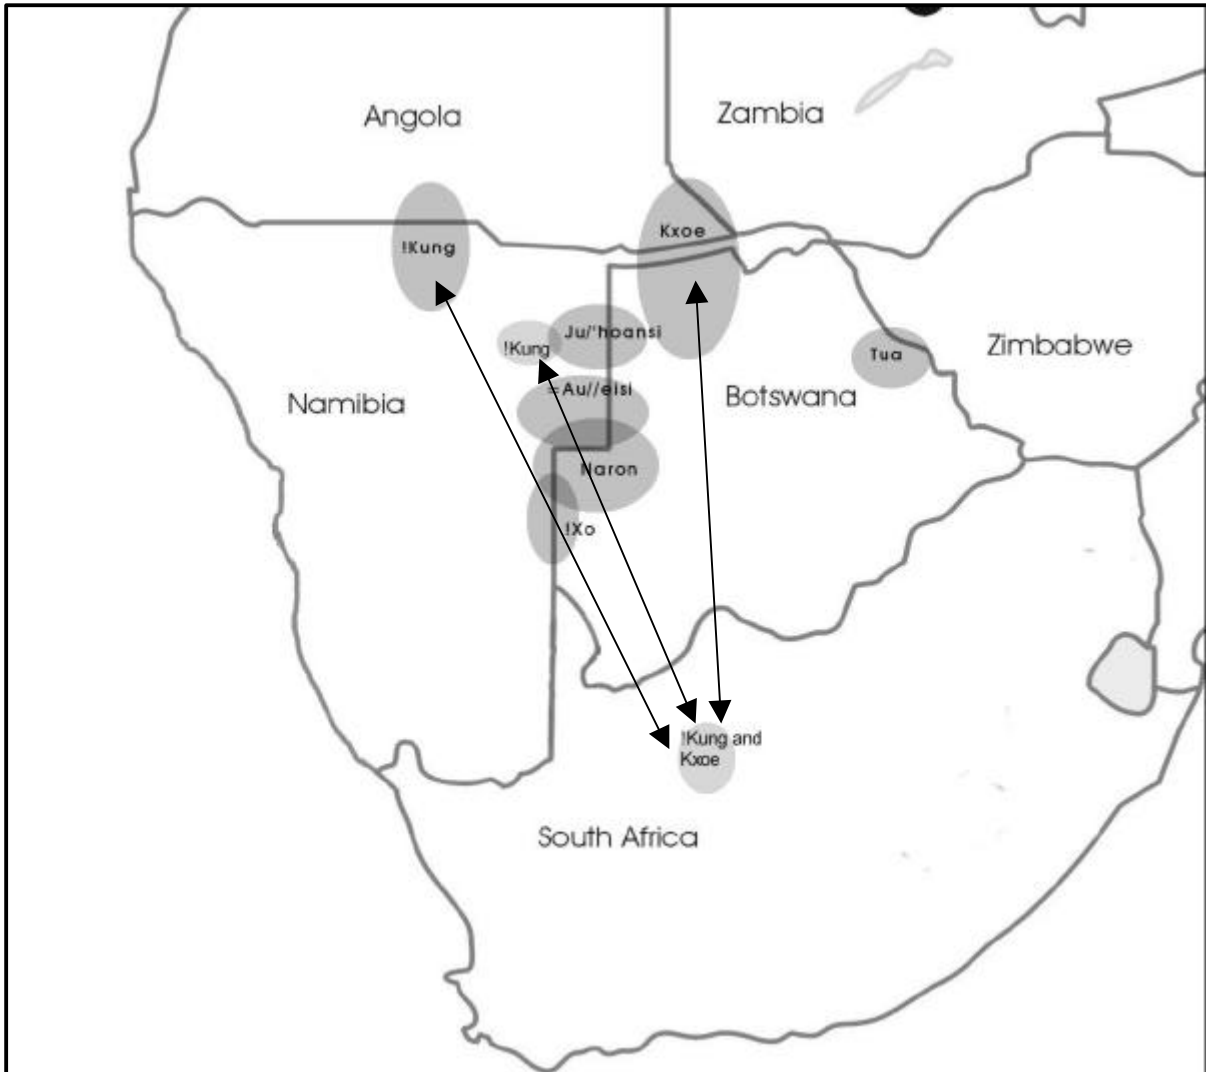 Angola
Zambia
Kxoe
!Kung
Ju/'hoansi
!Kung
Zimbabwe
Tua
=Au//eisi
Namibia
Botswana
Naron
!Xo
!Kung and
Kxoe
South Africa